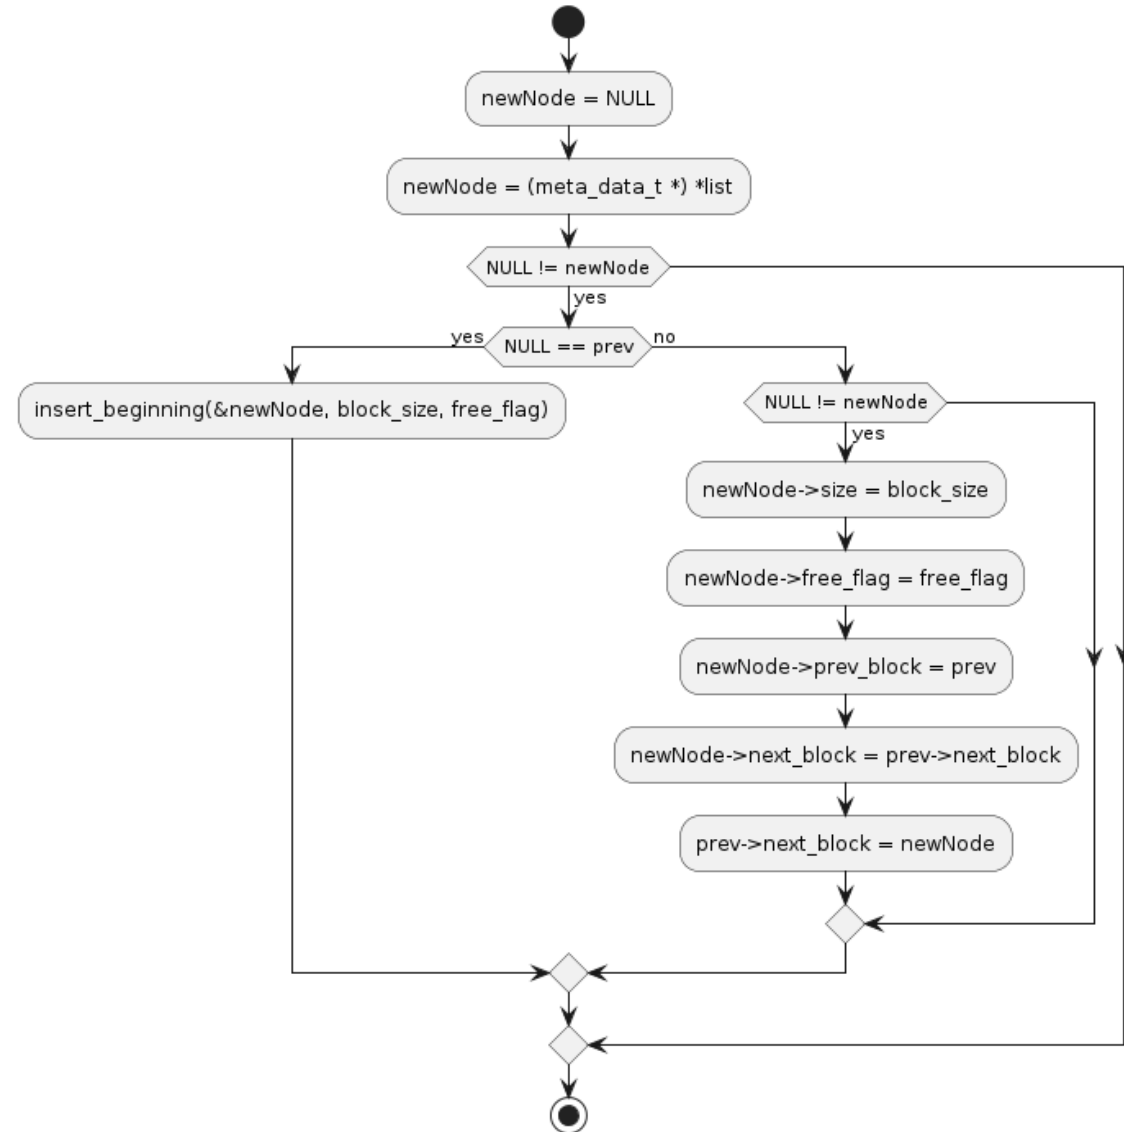 newNode = NULL
newNode = (meta_data_t *) *list
NULL != newNode
yes
yes
NULL == prev
no
insert_beginning(&newNode, block_size, free_flag)
NULL != newNode
yes
newNode->size = block_size
newNode->free_flag = free_flag
newNode->prev_block = prev
newNode->next_block = prev->next_block
prev->next_block = newNode